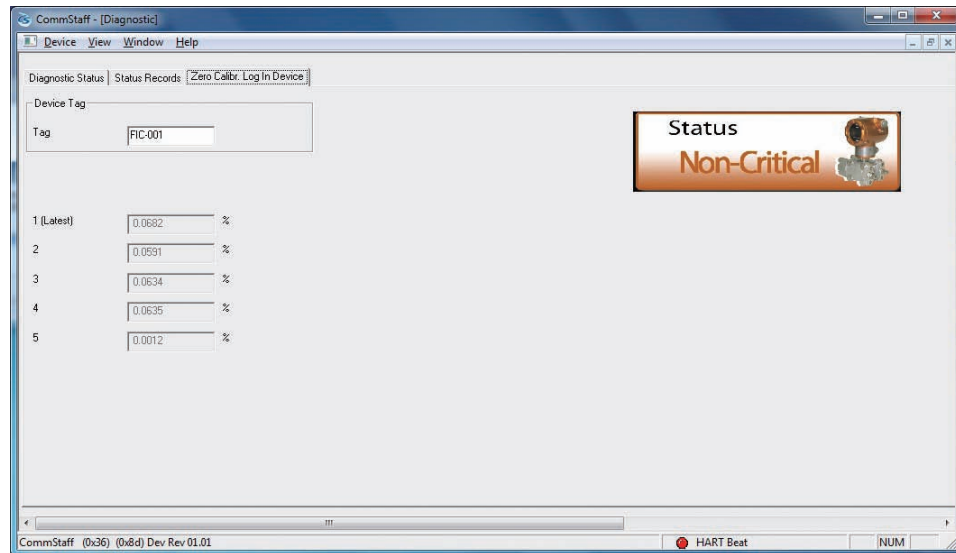 CommStaff - [Diagnostic]
Device View Window Help
Diagnostic Status Status Records Zero Calibr. Log In Device
Device Tag
Tag FIC-001
Status
Non-Critical
1 (Latest) 0.0682 %
2 0.0591 %
3 0.0634 %
4 0.0635 %
5 0.0012 %
CommStaff (0x36) (0x8d) Dev Rev 01.01 HART Beat NUM